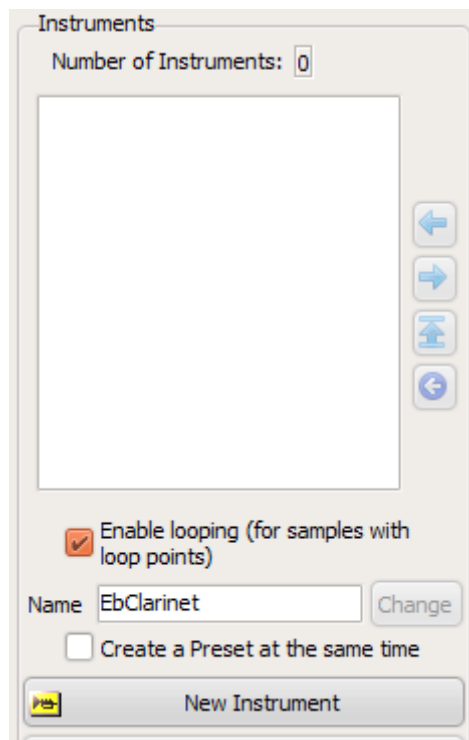 Instruments
Number of Instruments: 0
Enable looping (for samples with
loop points)
Name EbClarinet Change
Create a Preset at the same time
New Instrument